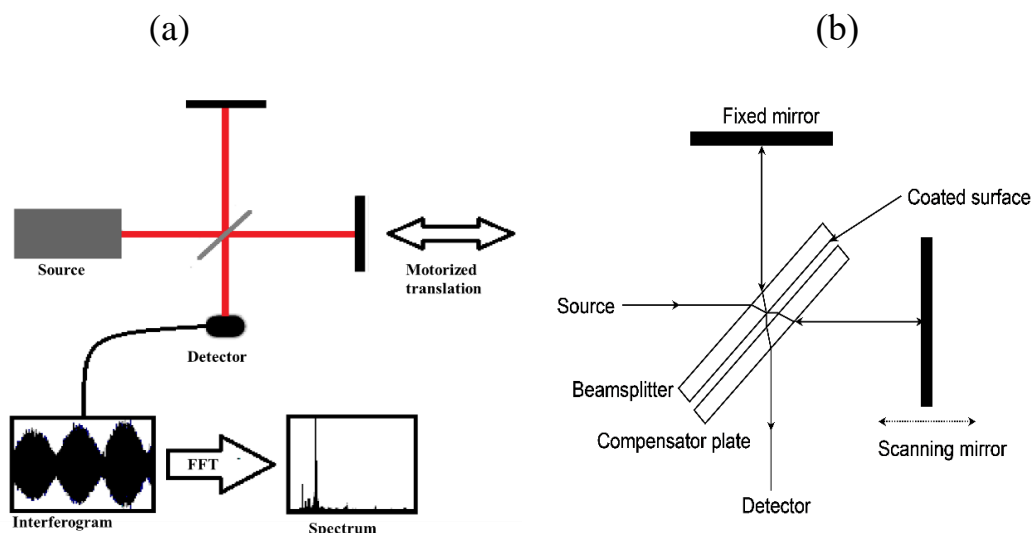 (a)
Source
Motorized
translation
Detector
FFT
Interferogram
Spectrum
(b)
Fixed mirror
Coated surface
Source
Beamsplitter
Compensator plate
Scanning mirror
Detector